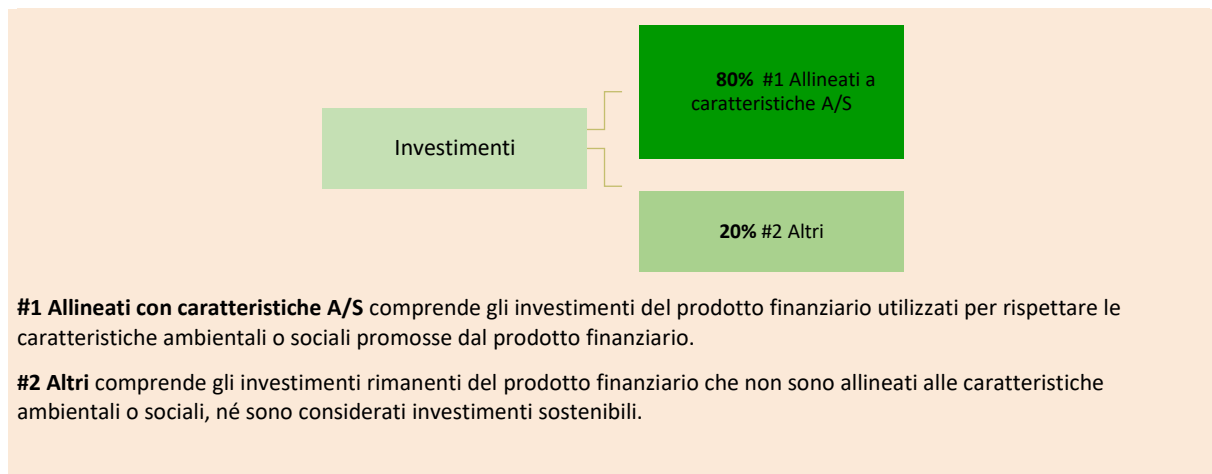 80% #1 Allineati a
caratteristiche A/S
Investimenti
20% #2 Altri
#1 Allineati con caratteristiche A/S comprende gli investimenti del prodotto finanziario utilizzati per rispettare le
caratteristiche ambientali o sociali promosse dal prodotto finanziario.
#2 Altri comprende gli investimenti rimanenti del prodotto finanziario che non sono allineati alle caratteristiche
ambientali o sociali, né sono considerati investimenti sostenibili.